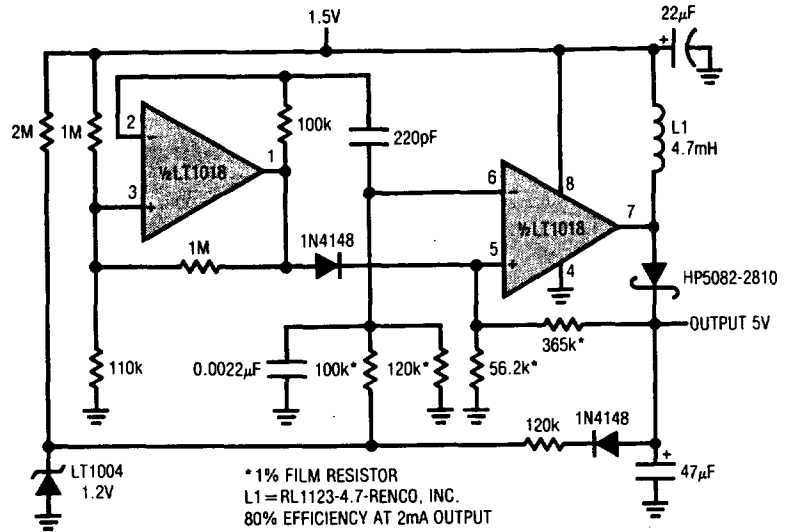 1.5V
22µF
+
2M
1M
2
–
100k
220pF
L1
4.7mH
½LT1018
1
3
+
6
–
8
½LT1018
7
1M
1N4148
5
+
4
HP5082-2810
OUTPUT 5V
365k*
110k
0.0022µF
100k*
120k*
56.2k*
120k
1N4148
LT1004
1.2V
+
47µF
*1% FILM RESISTOR
L1=RL1123-4.7-RENCO, INC.
80% EFFICIENCY AT 2mA OUTPUT